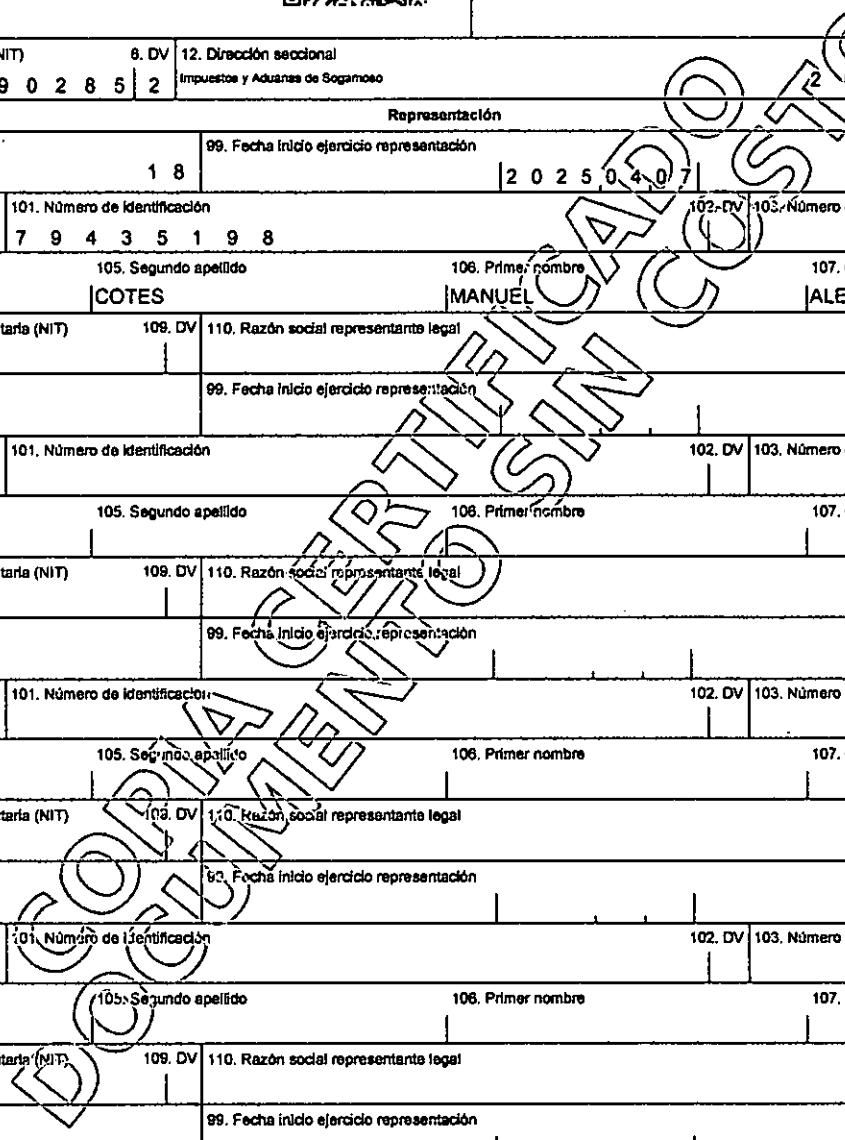 NIT) 6. DV 12. Dirección seccional
9 0 2 8 5 2 Impuestos y Aduanas de Sogamoso 2
Representación
1 8 99. Fecha inicio ejercicio representación 2 0 2 5 0 4 0 7
101. Número de identificación 102. DV 103. Número
7 9 4 3 5 1 9 8
105. Segundo apellido 106. Primer nombre 107.
COTES MANUEL ALE
taria (NIT) 109. DV 110. Razón social representante legal
99. Fecha inicio ejercicio representación
101. Número de identificación 102. DV 103. Número
105. Segundo apellido 106. Primer nombre 107.
taria (NIT) 109. DV 110. Razón social representante legal
99. Fecha inicio ejercicio representación
101. Número de identificación 102. DV 103. Número
105. Segundo apellido 106. Primer nombre 107.
taria (NIT) 109. DV 110. Razón social representante legal
99. Fecha inicio ejercicio representación
101. Número de identificación 102. DV 103. Número
105. Segundo apellido 106. Primer nombre 107.
taria (NIT) 109. DV 110. Razón social representante legal
99. Fecha inicio ejercicio representación
COPIA CERTIFICADO
DOCUMENTO SIN COSTO